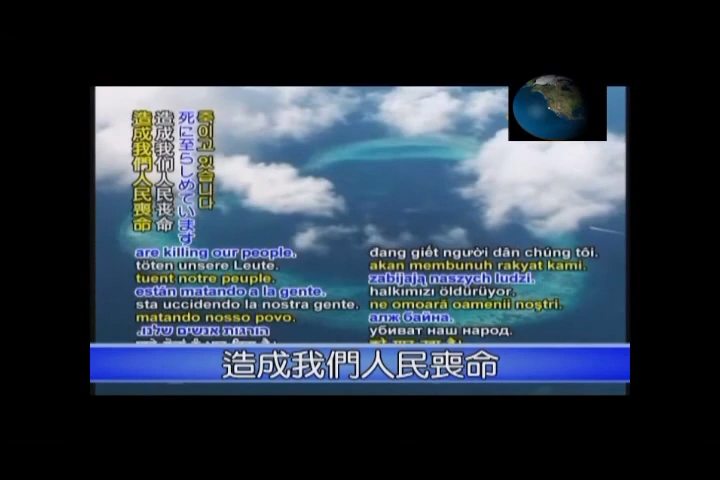 죽이고 있습니다
死に至らしめています
造成我们人民丧命
造成我們人民喪命
are killing our people.
töten unsere Leute.
tuent notre peuple.
están matando a la gente.
sta uccidendo la nostra gente.
matando nosso povo.
הורגות אנשים שלנו.
đang giết người dân chúng tôi.
akan membunuh rakyat kami.
zabijają naszych ludzi.
halkımızı öldürüyor.
ne omoară oamenii noştri.
алж байна.
убиват наш народ.
造成我們人民喪命